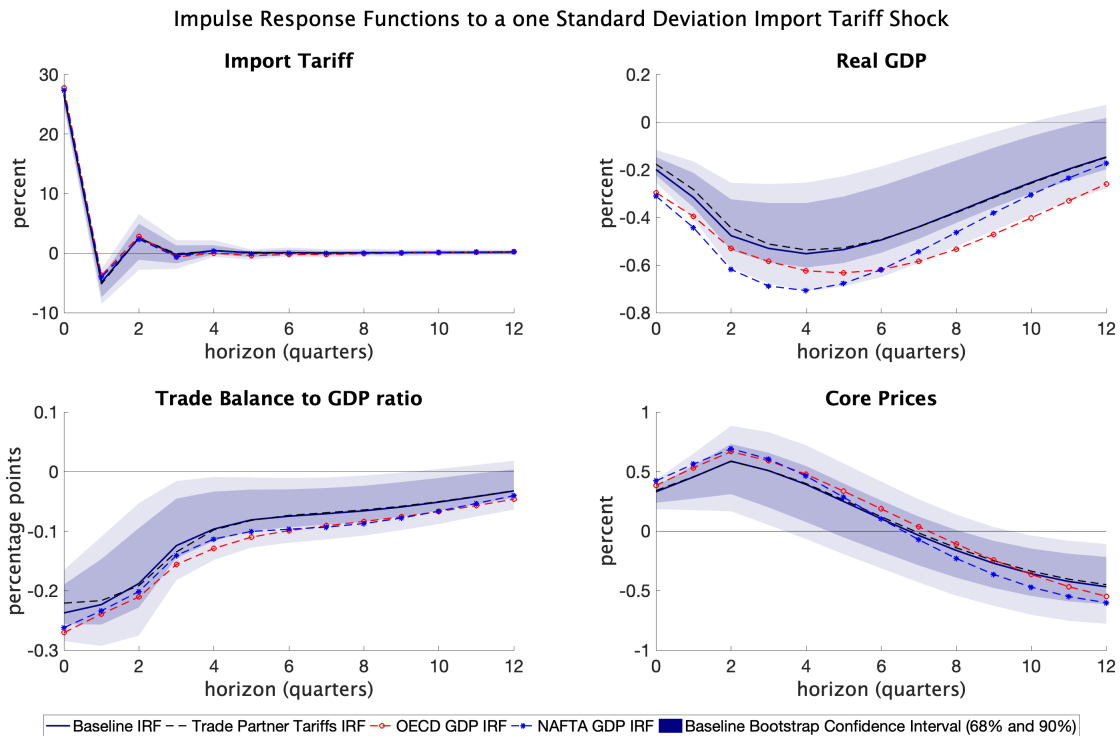 Impulse Response Functions to a one Standard Deviation Import Tariff Shock
Import Tariff
percent
30
20
10
0
-10
0 2 4 6 8 10 12
horizon (quarters)
Real GDP
percent
0.2
0
-0.2
-0.4
-0.6
-0.8
0 2 4 6 8 10 12
horizon (quarters)
Trade Balance to GDP ratio
percentage points
0.1
0
-0.1
-0.2
-0.3
0 2 4 6 8 10 12
horizon (quarters)
Core Prices
percent
1
0.5
0
-0.5
-1
0 2 4 6 8 10 12
horizon (quarters)
Baseline IRF Trade Partner Tariffs IRF OECD GDP IRF NAFTA GDP IRF Baseline Bootstrap Confidence Interval (68% and 90%)